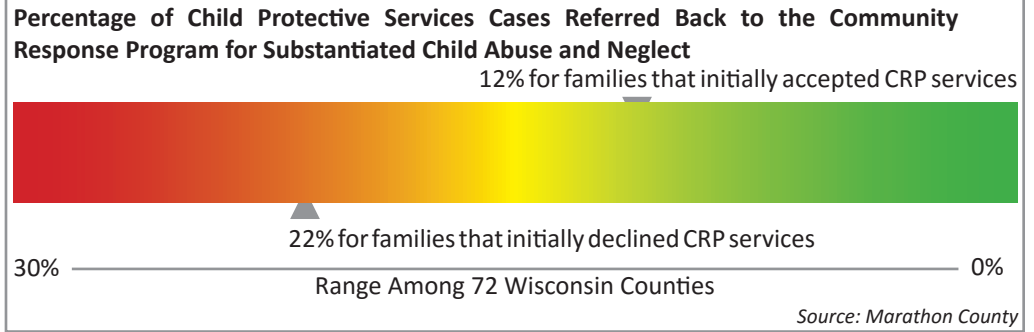 Percentage of Child Protective Services Cases Referred Back to the Community
Response Program for Substantiated Child Abuse and Neglect
12% for families that initially accepted CRP services
22% for families that initially declined CRP services
30% 0%
Range Among 72 Wisconsin Counties
Source: Marathon County